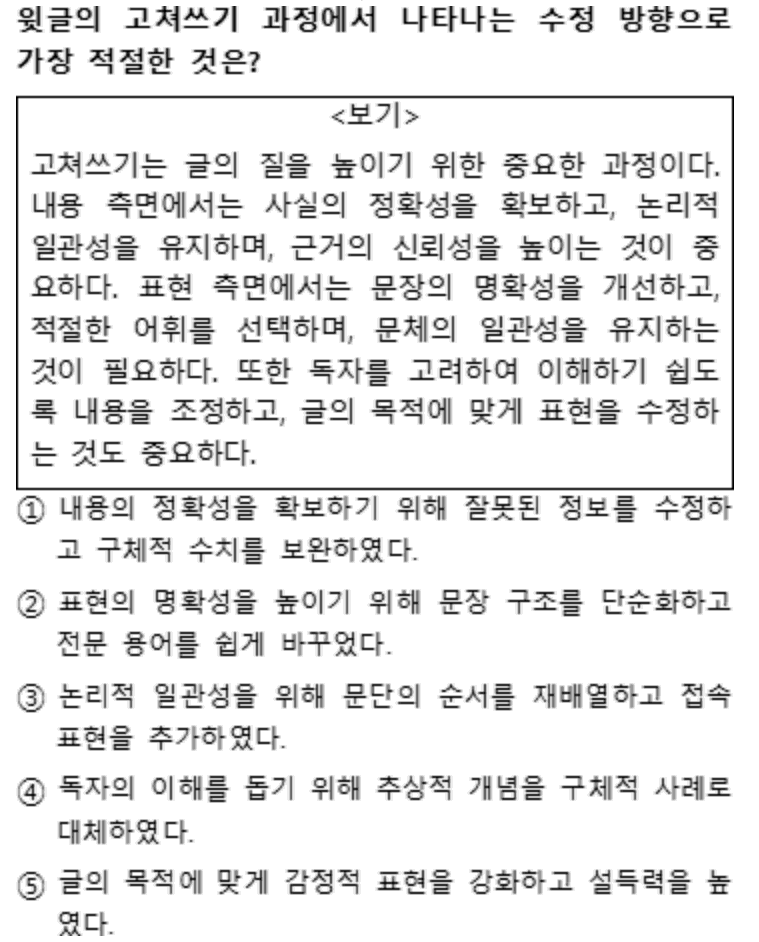 윗글의 고쳐쓰기 과정에서 나타나는 수정 방향으로
가장 적절한 것은?
<보기>
고쳐쓰기는 글의 질을 높이기 위한 중요한 과정이다.
내용 측면에서는 사실의 정확성을 확보하고, 논리적
일관성을 유지하며, 근거의 신뢰성을 높이는 것이 중
요하다. 표현 측면에서는 문장의 명확성을 개선하고,
적절한 어휘를 선택하며, 문체의 일관성을 유지하는
것이 필요하다. 또한 독자를 고려하여 이해하기 쉽도
록 내용을 조정하고, 글의 목적에 맞게 표현을 수정하
는 것도 중요하다.
① 내용의 정확성을 확보하기 위해 잘못된 정보를 수정하
고 구체적 수치를 보완하였다.
② 표현의 명확성을 높이기 위해 문장 구조를 단순화하고
전문 용어를 쉽게 바꾸었다.
③ 논리적 일관성을 위해 문단의 순서를 재배열하고 접속
표현을 추가하였다.
④ 독자의 이해를 돕기 위해 추상적 개념을 구체적 사례로
대체하였다.
⑤ 글의 목적에 맞게 감정적 표현을 강화하고 설득력을 높
였다.